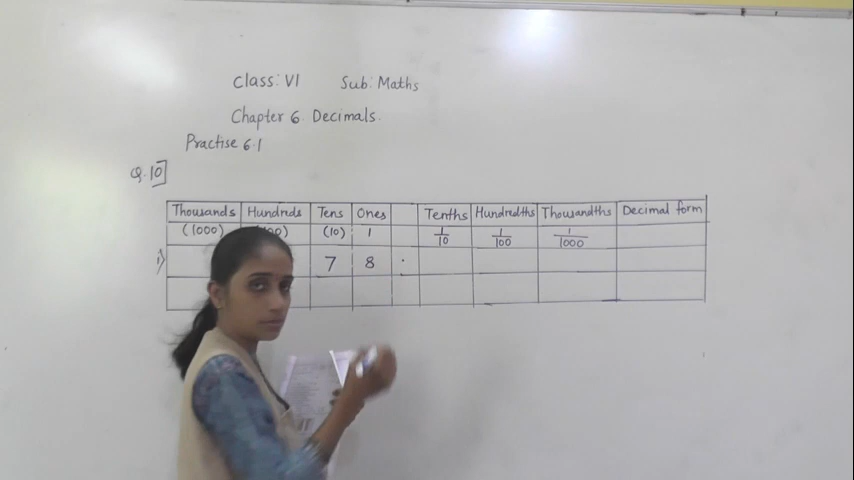 Class: VI Sub: Maths
Chapter 6. Decimals.
Practise 6.1
Q.10]
Thousands Hundreds Tens Ones Tenths Hundredths Thousandths Decimal form
(1000) (10) 1 1/10 1/100 1/1000
i) 7 8 .